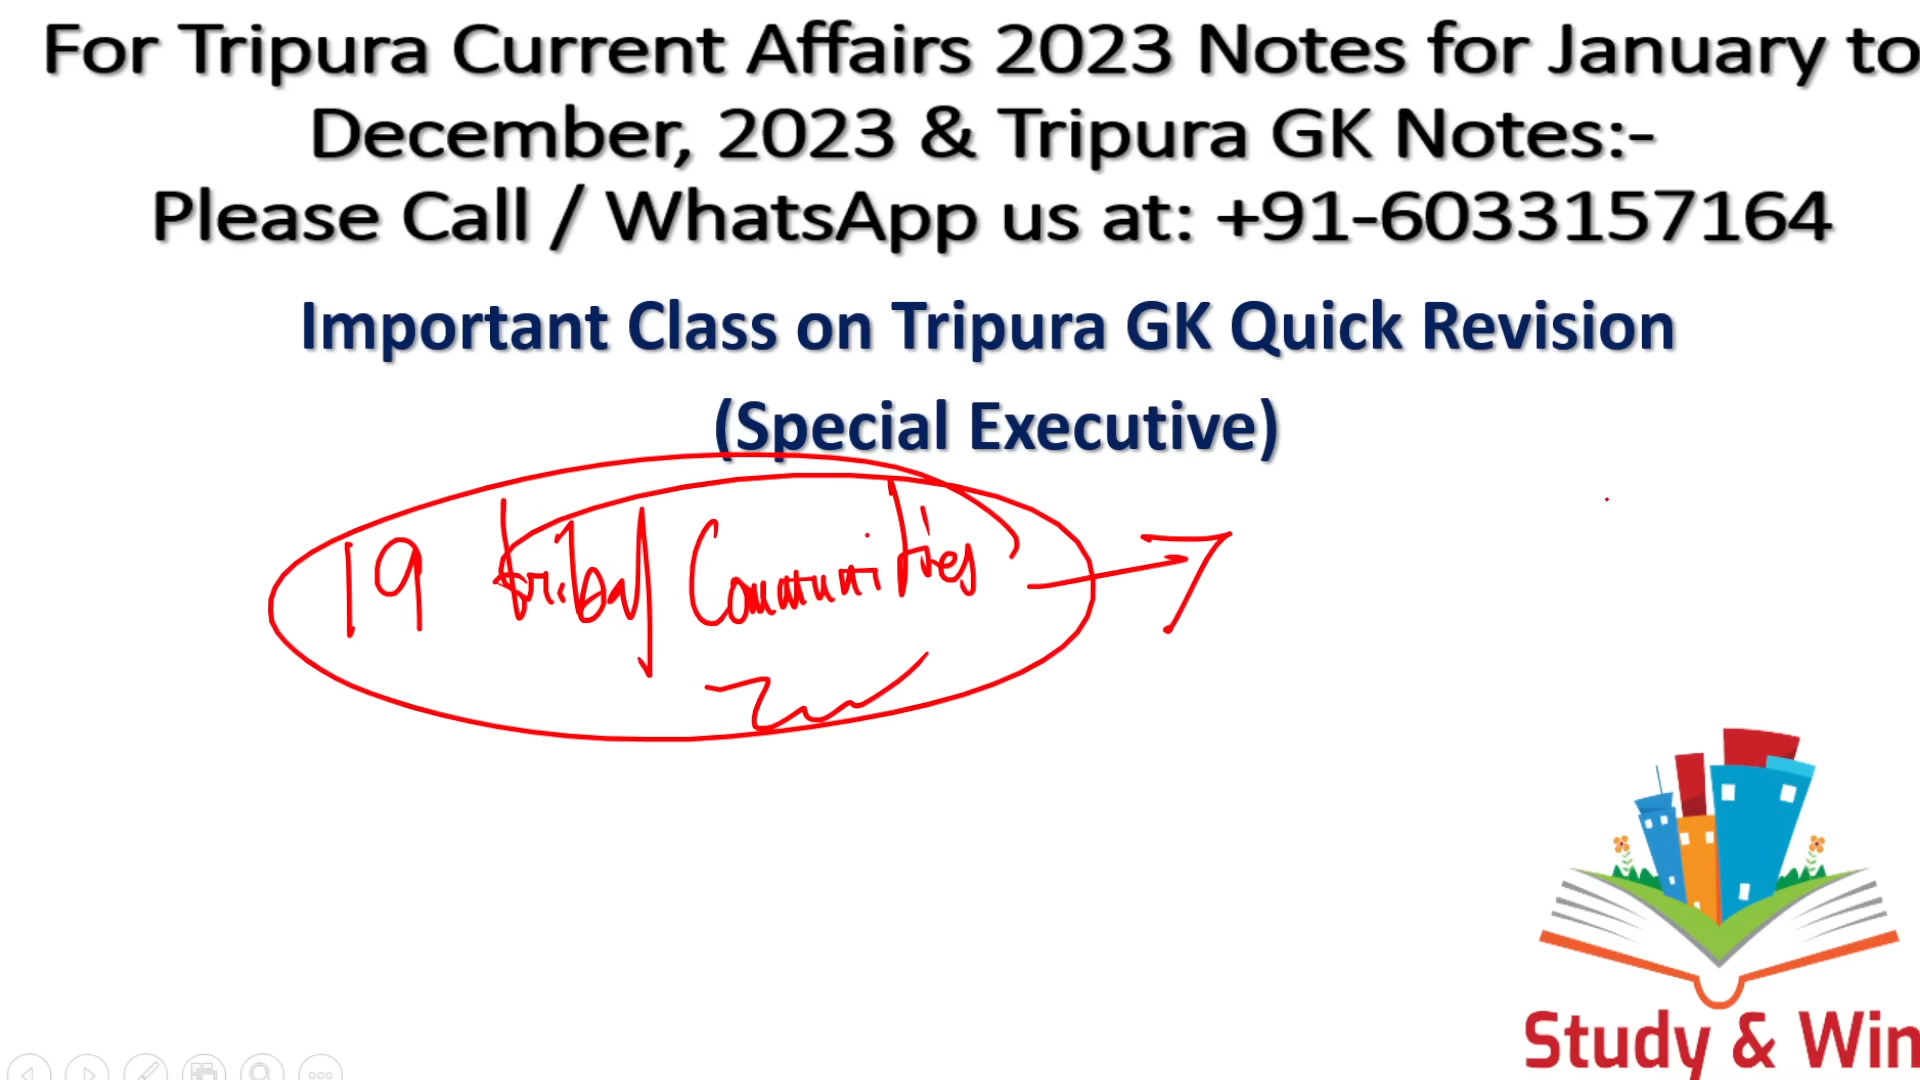 For Tripura Current Affairs 2023 Notes for January to
December, 2023 & Tripura GK Notes:-
Please Call / WhatsApp us at: +91-6033157164
Important Class on Tripura GK Quick Revision
(Special Executive)
19 tribal Communities
Study & Win